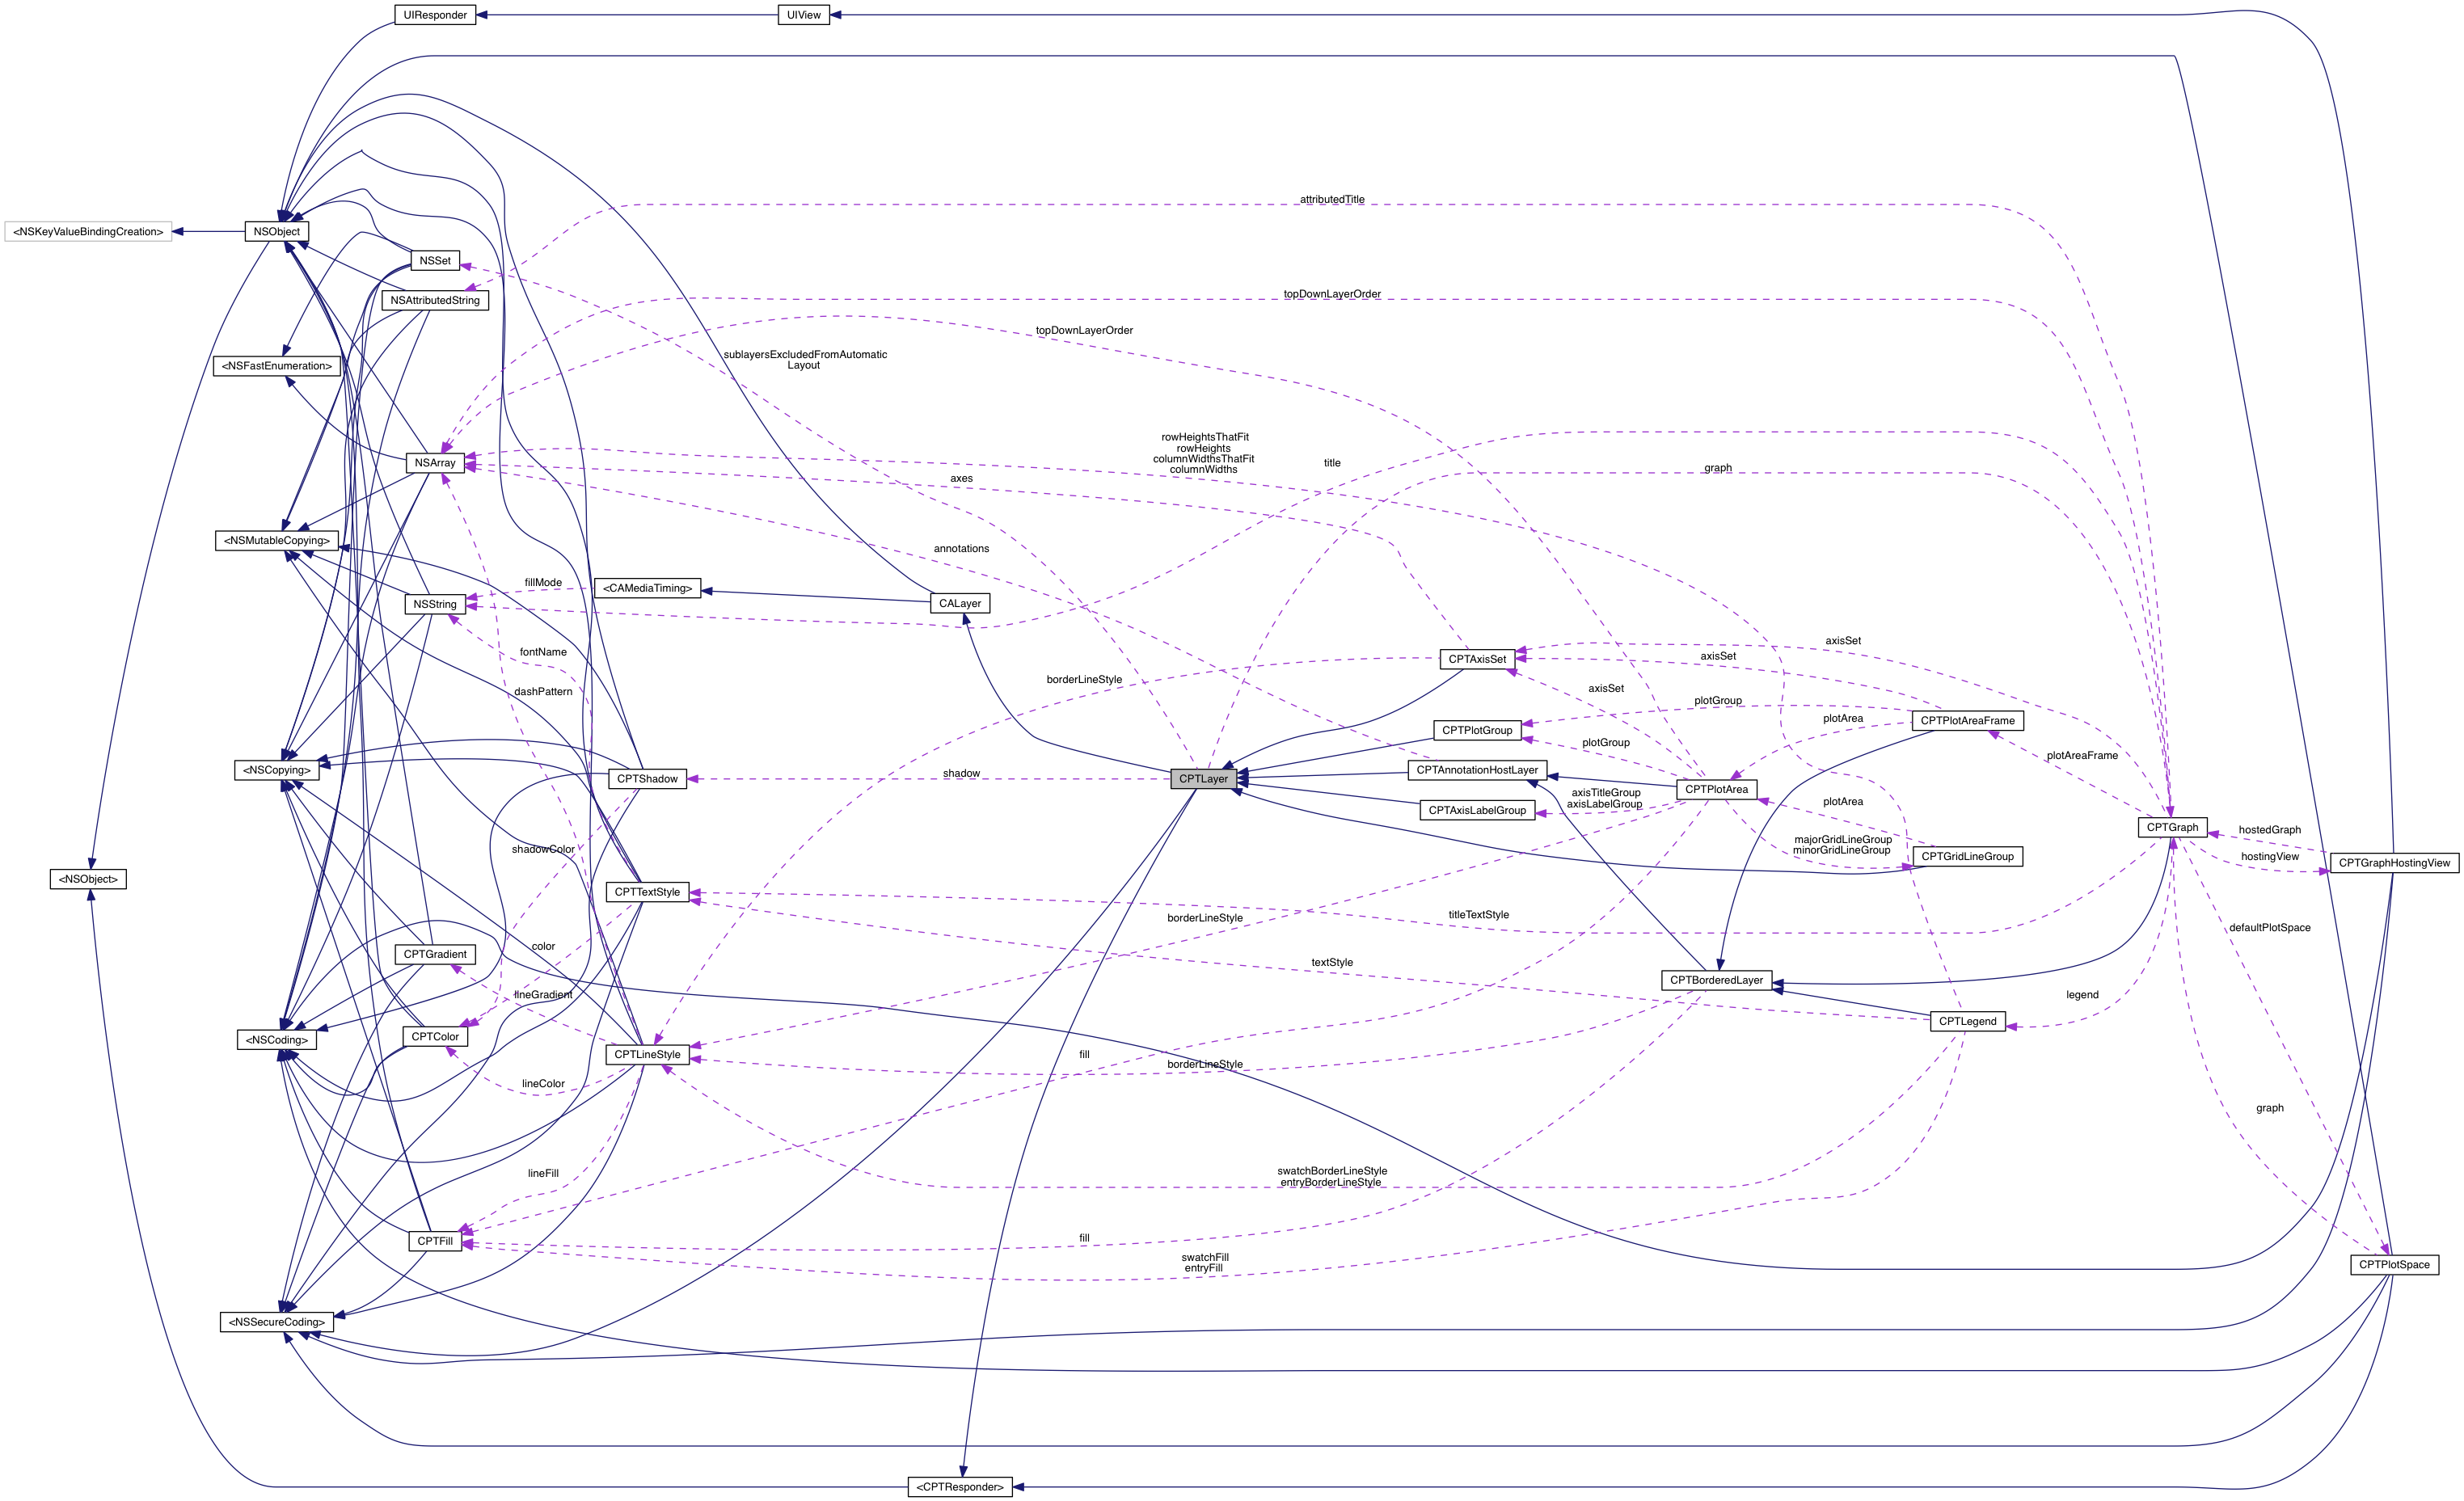 UIResponder
UIView
attributedTitle
<NSKeyValueBindingCreation>
NSObject
NSSet
NSAttributedString
topDownLayerOrder
topDownLayerOrder
sublayersExcludedFromAutomatic
Layout
<NSFastEnumeration>
rowHeightsThatFit
rowHeights
columnWidthsThatFit
columnWidths
title
graph
NSArray
axes
<NSMutableCopying>
annotations
fillMode
<CAMediaTiming>
NSString
CALayer
axisSet
fontName
CPTAxisSet
axisSet
borderLineStyle
dashPattern
axisSet
plotGroup
CPTPlotAreaFrame
plotArea
CPTPlotGroup
plotGroup
plotAreaFrame
<NSCopying>
CPTShadow
shadow
CPTLayer
CPTAnnotationHostLayer
CPTPlotArea
axisTitleGroup
axisLabelGroup
plotArea
CPTAxisLabelGroup
CPTGraph
hostedGraph
majorGridLineGroup
minorGridLineGroup
shadowColor
CPTGridLineGroup
hostingView
CPTGraphHostingView
<NSObject>
CPTTextStyle
borderLineStyle
titleTextStyle
defaultPlotSpace
color
CPTGradient
textStyle
CPTBorderedLayer
lineGradient
legend
CPTLegend
<NSCoding>
CPTColor
CPTLineStyle
fill
borderLineStyle
lineColor
graph
lineFill
swatchBorderLineStyle
entryBorderLineStyle
CPTFill
fill
swatchFill
entryFill
CPTPlotSpace
<NSSecureCoding>
<CPTResponder>